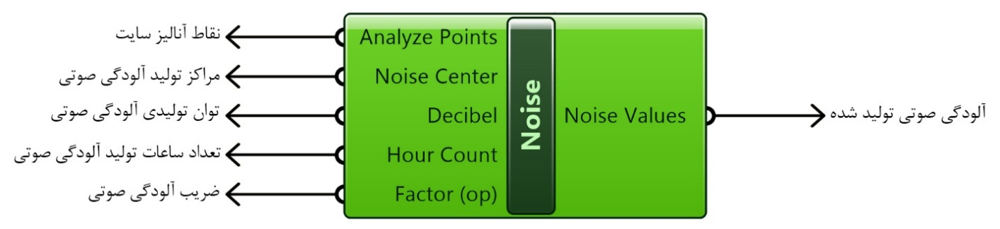 نقاط آنالیز سایت
Analyze Points
مراکز تولید آلودگی صوتی
Noise Center
توان تولیدی آلودگی صوتی
Decibel
تعداد ساعات تولید آلودگی صوتی
Hour Count
ضریب آلودگی صوتی
Factor (op)
Noise
Noise Values
آلودگی صوتی تولید شده